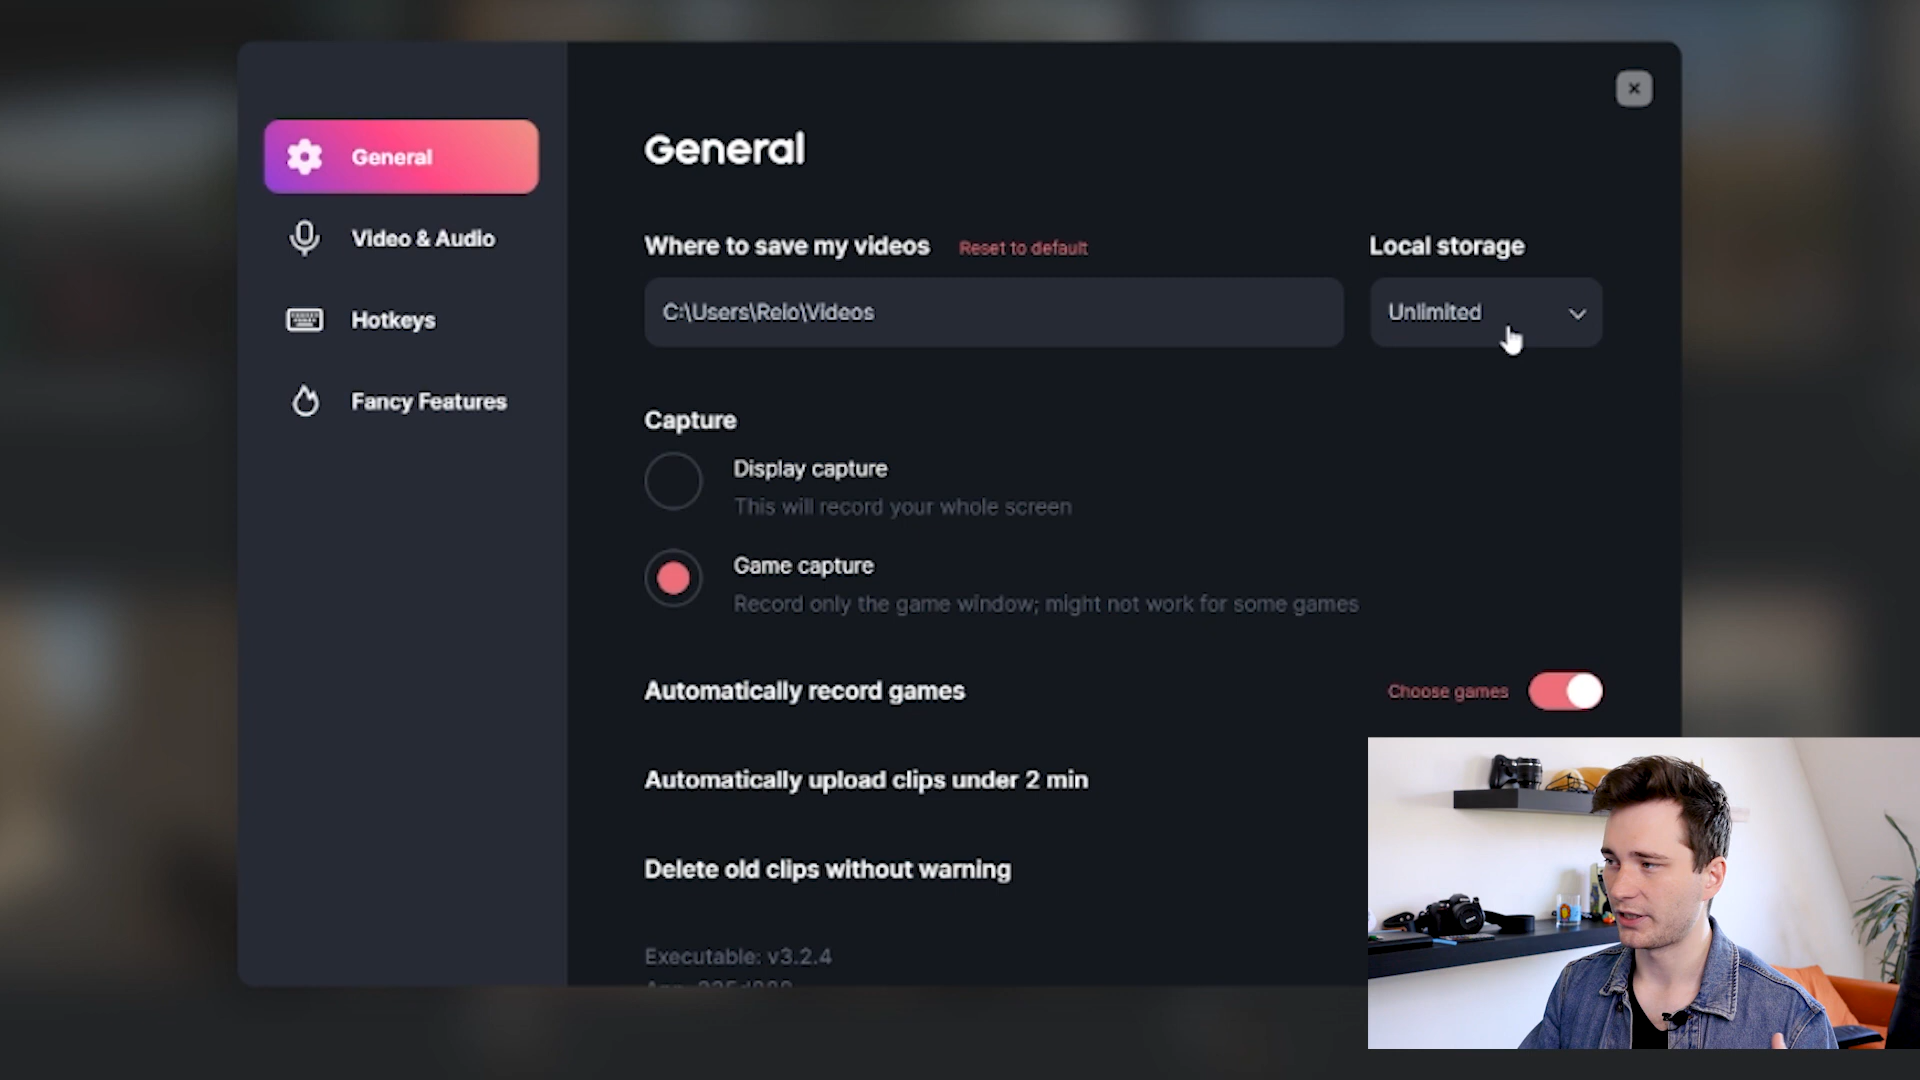 General
Video & Audio
Hotkeys
Fancy Features
General
Where to save my videos
Reset to default
Local storage
C:\Users\Relo\Videos
Unlimited
Capture
Display capture
This will record your whole screen
Game capture
Record only the game window; might not work for some games
Automatically record games
Choose games
Automatically upload clips under 2 min
Delete old clips without warning
Executable: v3.2.4